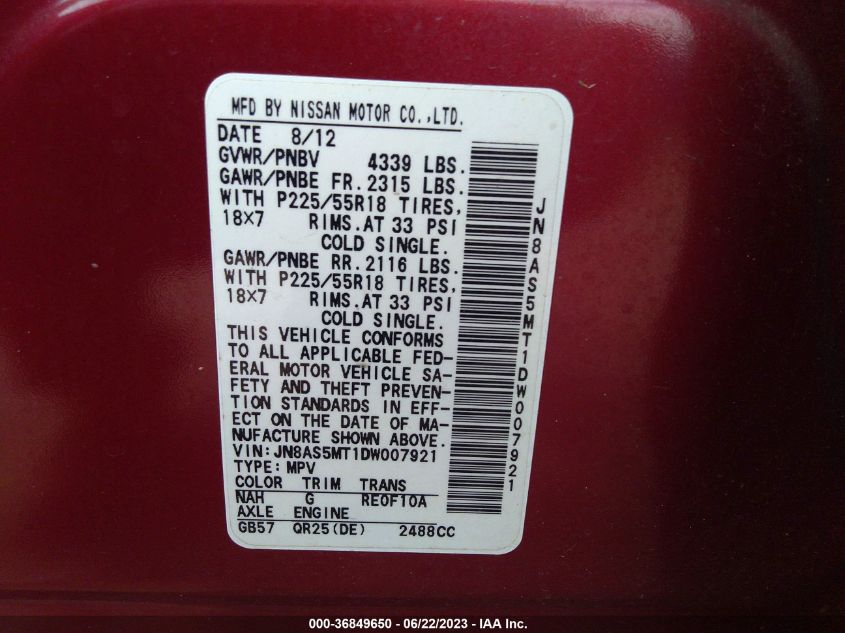 MFD BY NISSAN MOTOR CO.,LTD.
DATE 8/12
GVWR/PNBV 4339 LBS.
GAWR/PNBE FR. 2315 LBS.
WITH P225/55R18 TIRES,
18X7 RIMS.AT 33 PSI
COLD SINGLE.
GAWR/PNBE RR. 2116 LBS.
WITH P225/55R18 TIRES,
18X7 RIMS.AT 33 PSI
COLD SINGLE.
THIS VEHICLE CONFORMS
TO ALL APPLICABLE FED-
ERAL MOTOR VEHICLE SA-
FETY AND THEFT PREVEN-
TION STANDARDS IN EFF-
ECT ON THE DATE OF MA-
NUFACTURE SHOWN ABOVE.
VIN:JN8AS5MT1DW007921
TYPE:MPV
COLOR TRIM TRANS
NAH G RE0F10A
AXLE ENGINE
GB57 QR25(DE) 2488CC
JN8AS5MT1DW007921
000-36849650 - 06/22/2023 - IAA Inc.